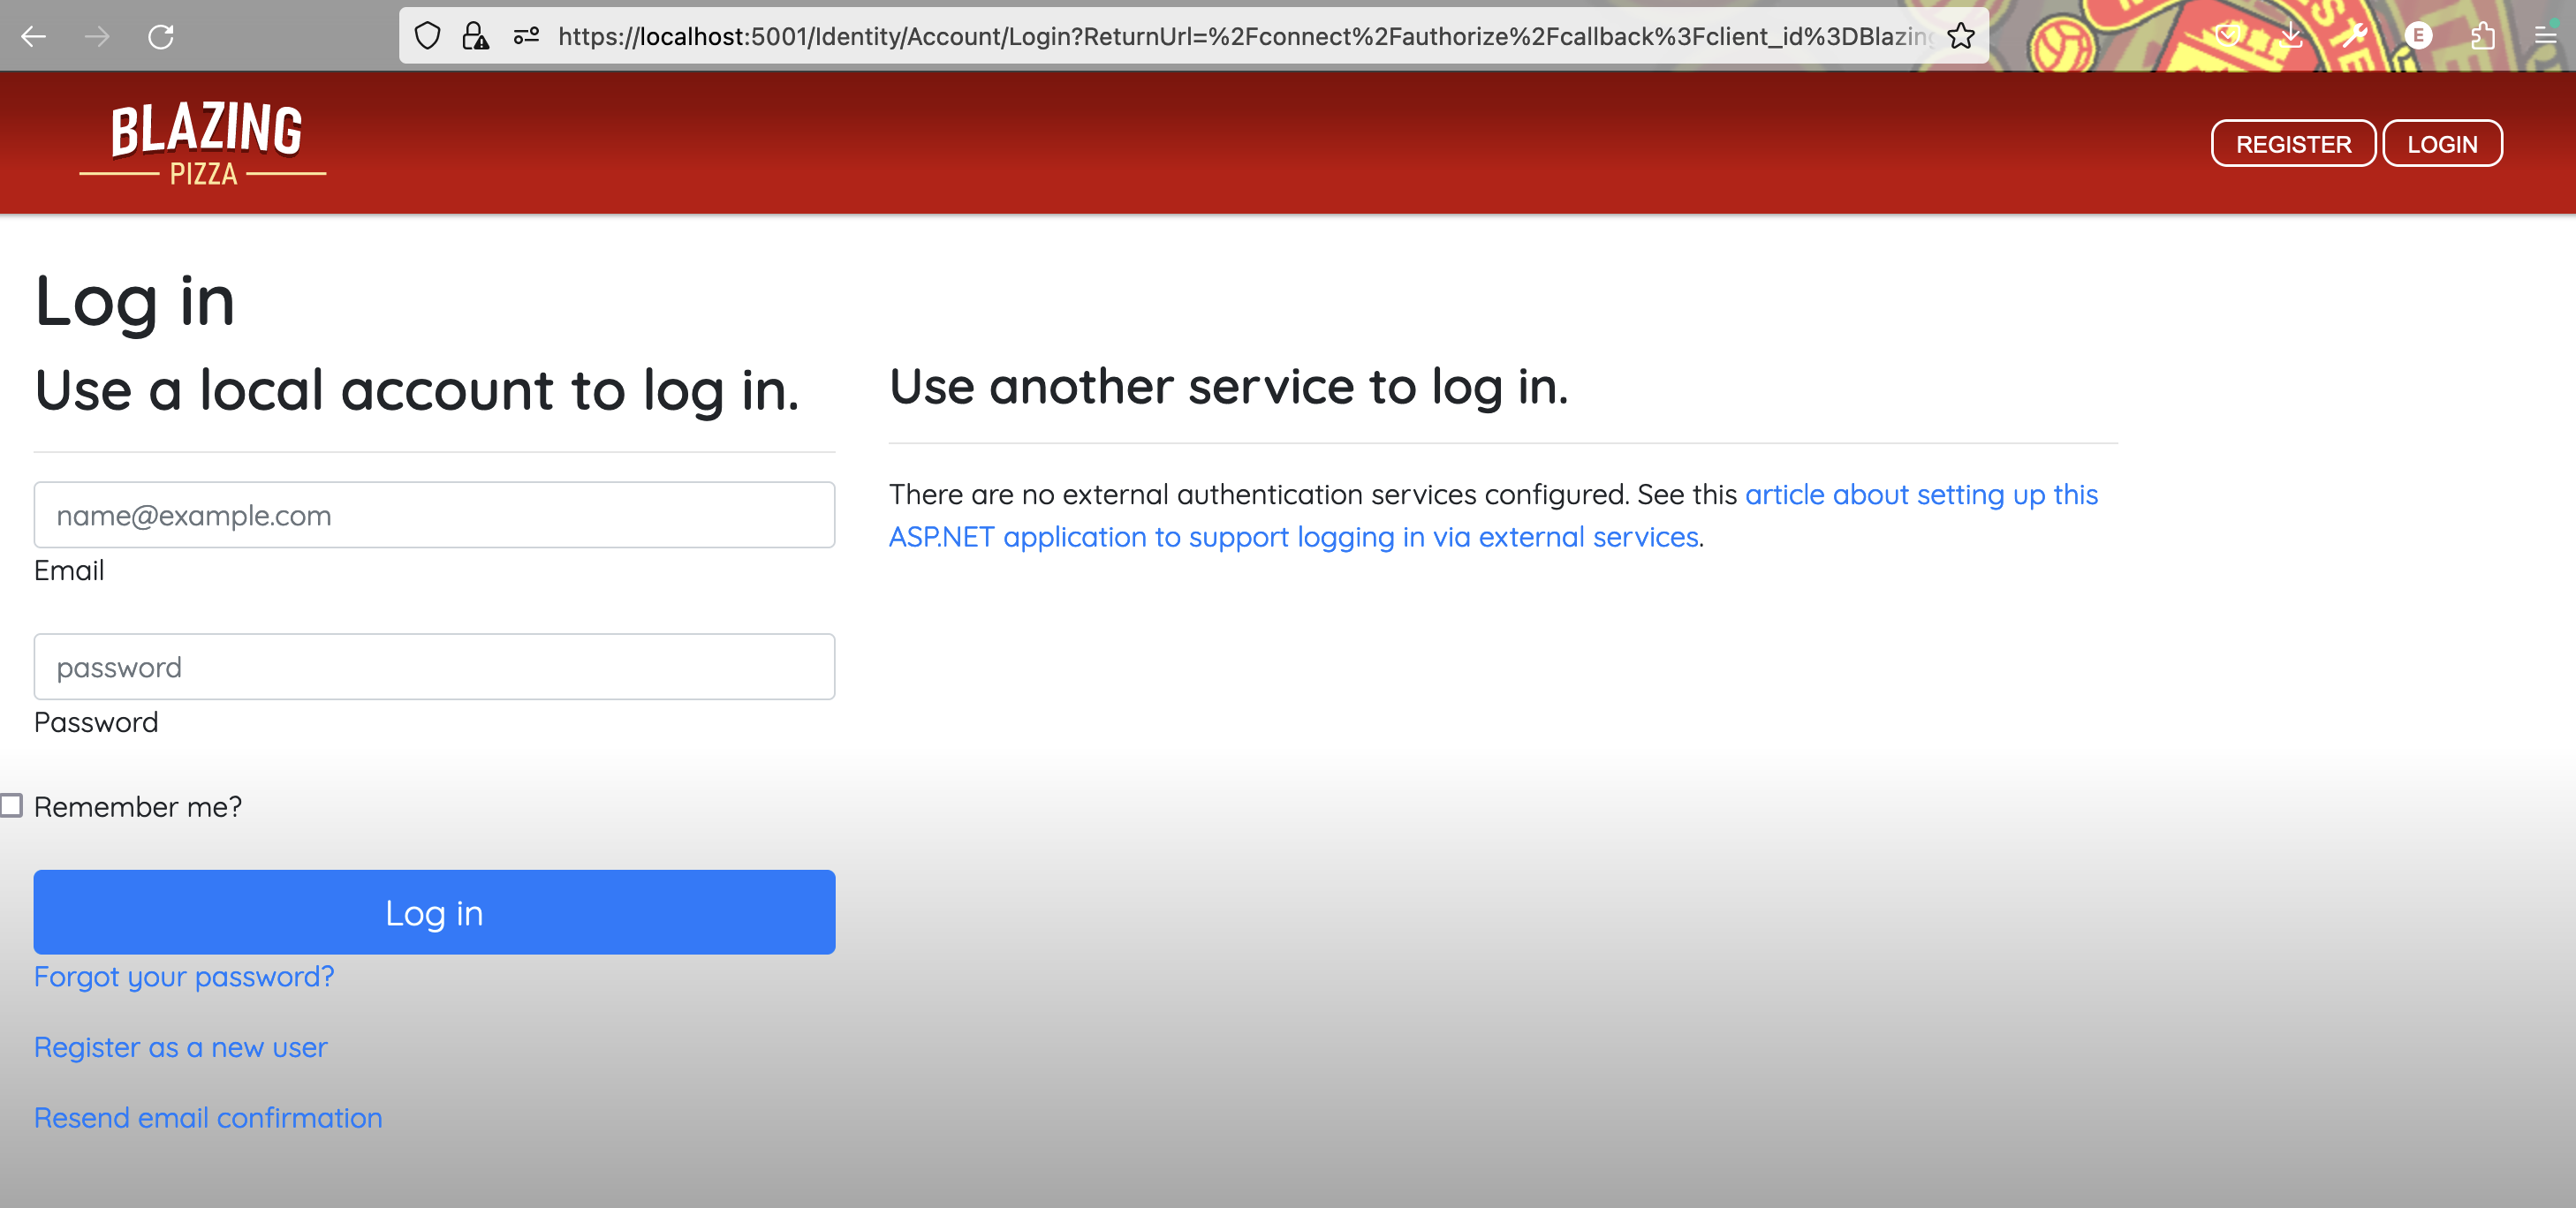 https://localhost:5001/Identity/Account/Login?ReturnUrl=%2Fconnect%2Fauthorize%2Fcallback%3Fclient_id%3DBlazing
E
BLAZING
PIZZA
REGISTER
LOGIN
Log in
Use a local account to log in.
name@example.com
Email
password
Password
Remember me?
Log in
Forgot your password?
Register as a new user
Resend email confirmation
Use another service to log in.
There are no external authentication services configured. See this article about setting up this
ASP.NET application to support logging in via external services.